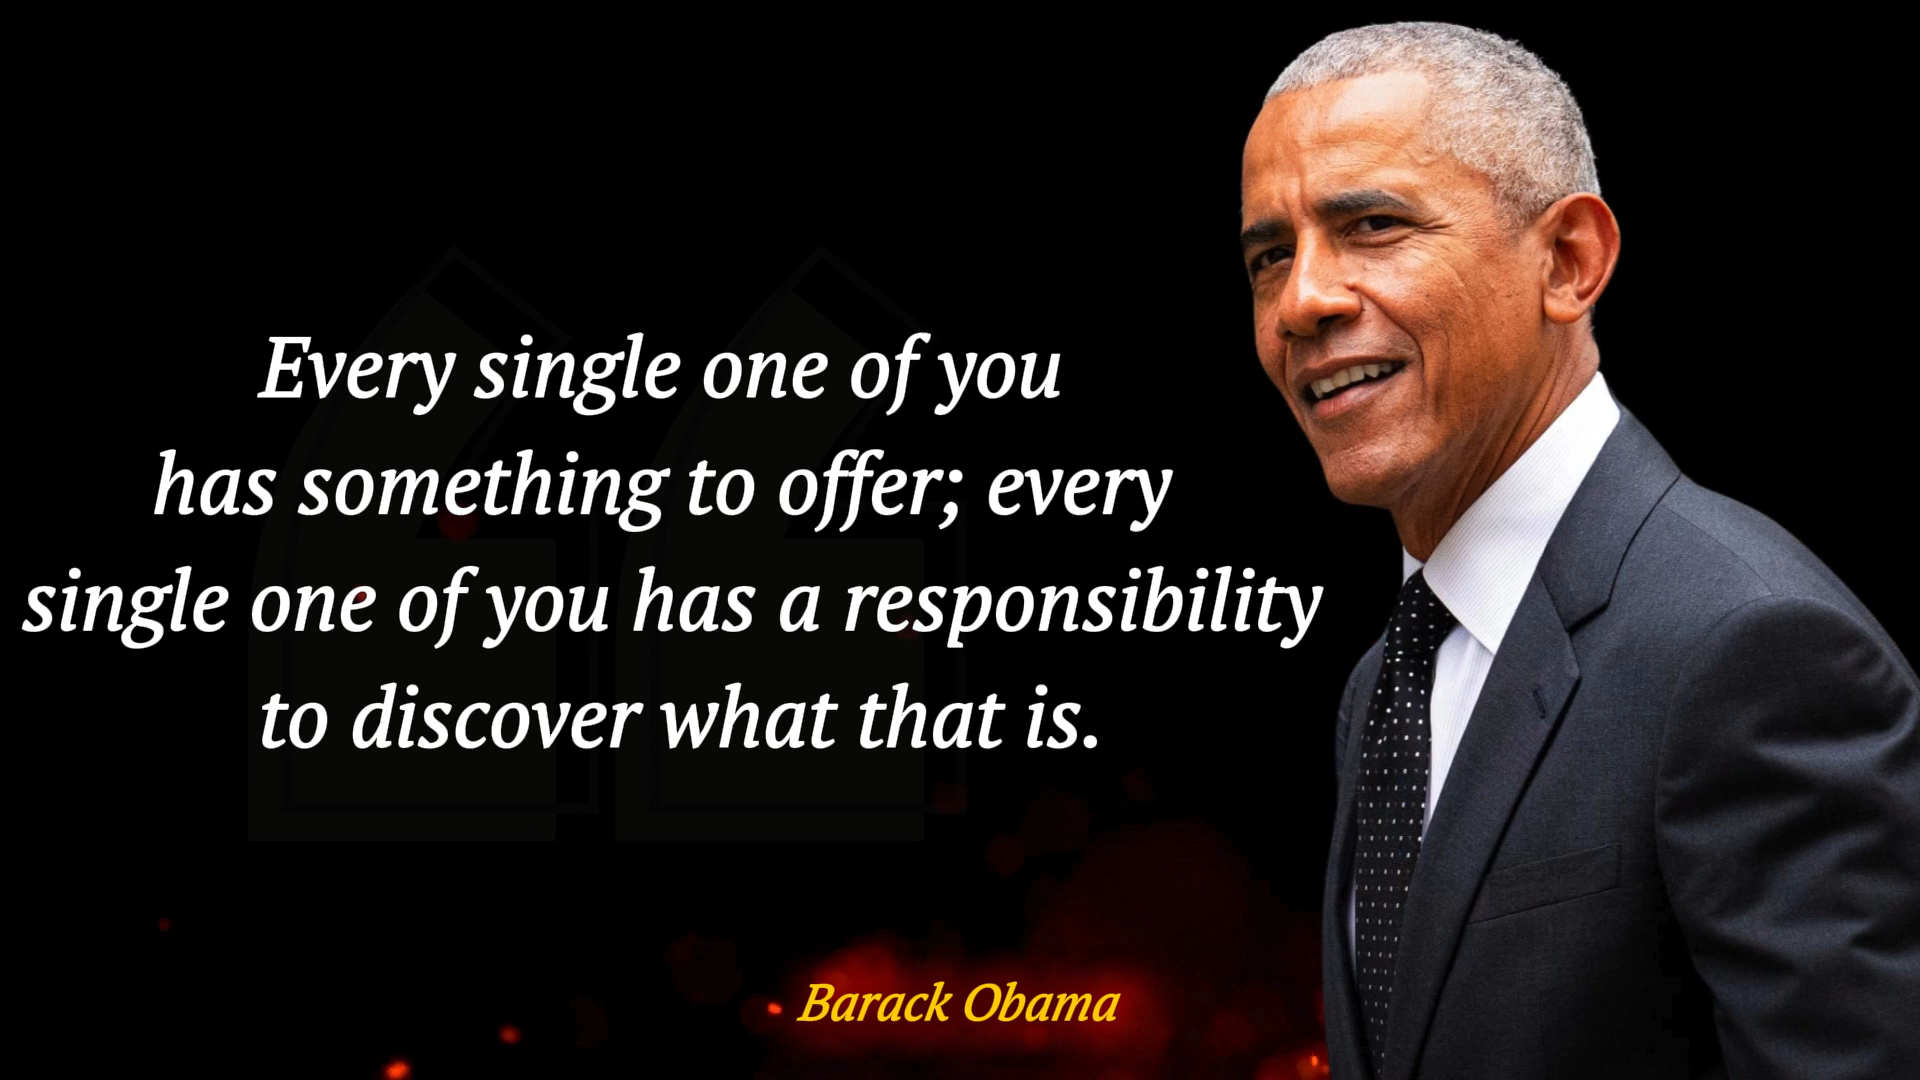 Every single one of you
has something to offer; every
single one of you has a responsibility
to discover what that is.
Barack Obama